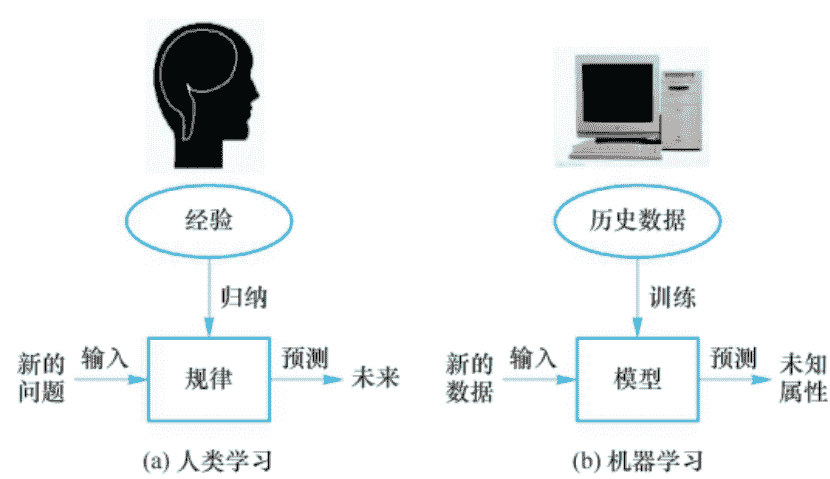 经验
归纳
新的
问题
输入
规律
预测
未来
(a) 人类学习
历史数据
训练
新的
数据
输入
模型
预测
未知
属性
(b) 机器学习